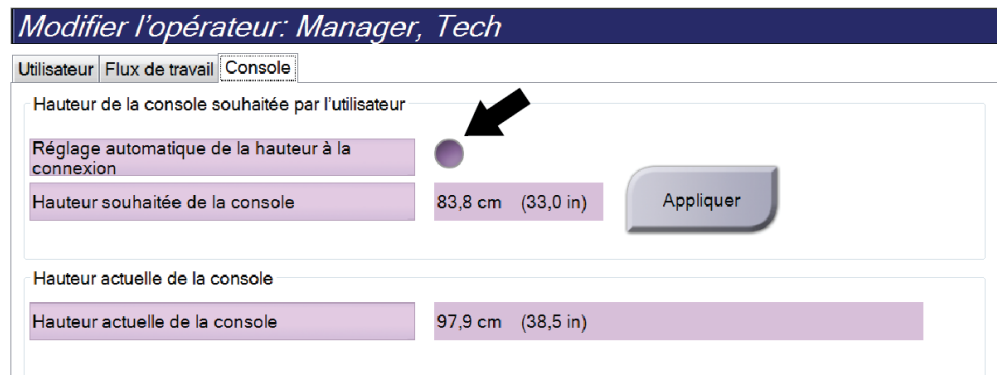 Modifier l’opérateur: Manager, Tech
Utilisateur Flux de travail Console
Hauteur de la console souhaitée par l’utilisateur
Réglage automatique de la hauteur à la
connexion
Hauteur souhaitée de la console 83,8 cm (33,0 in) Appliquer
Hauteur actuelle de la console
Hauteur actuelle de la console 97,9 cm (38,5 in)